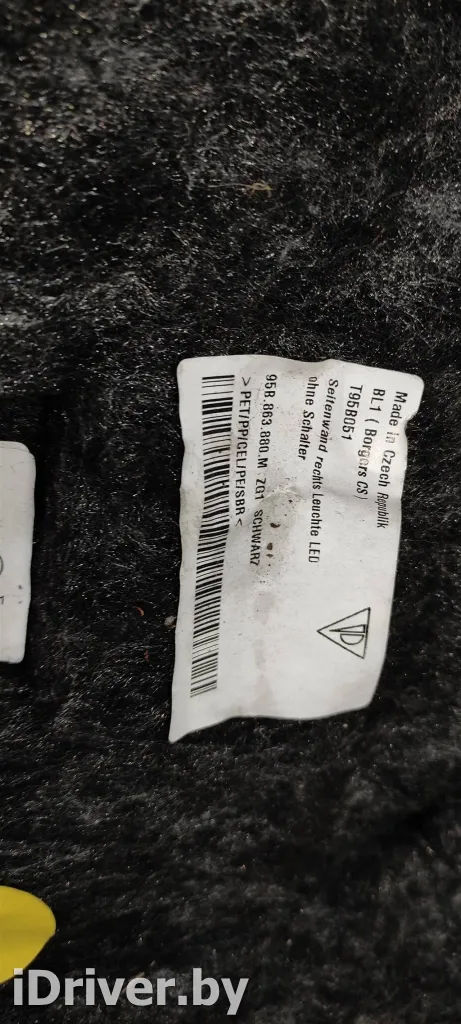 Made in Czech Republik
BL1 ( Borgers CS)
T95B051
Seitenwand rechts Leuchte LED
ohne Schalter
95B.863.880.M Z01 SCHWARZ
> PET/PP/CEL/PE/SBR <
iDriver.by